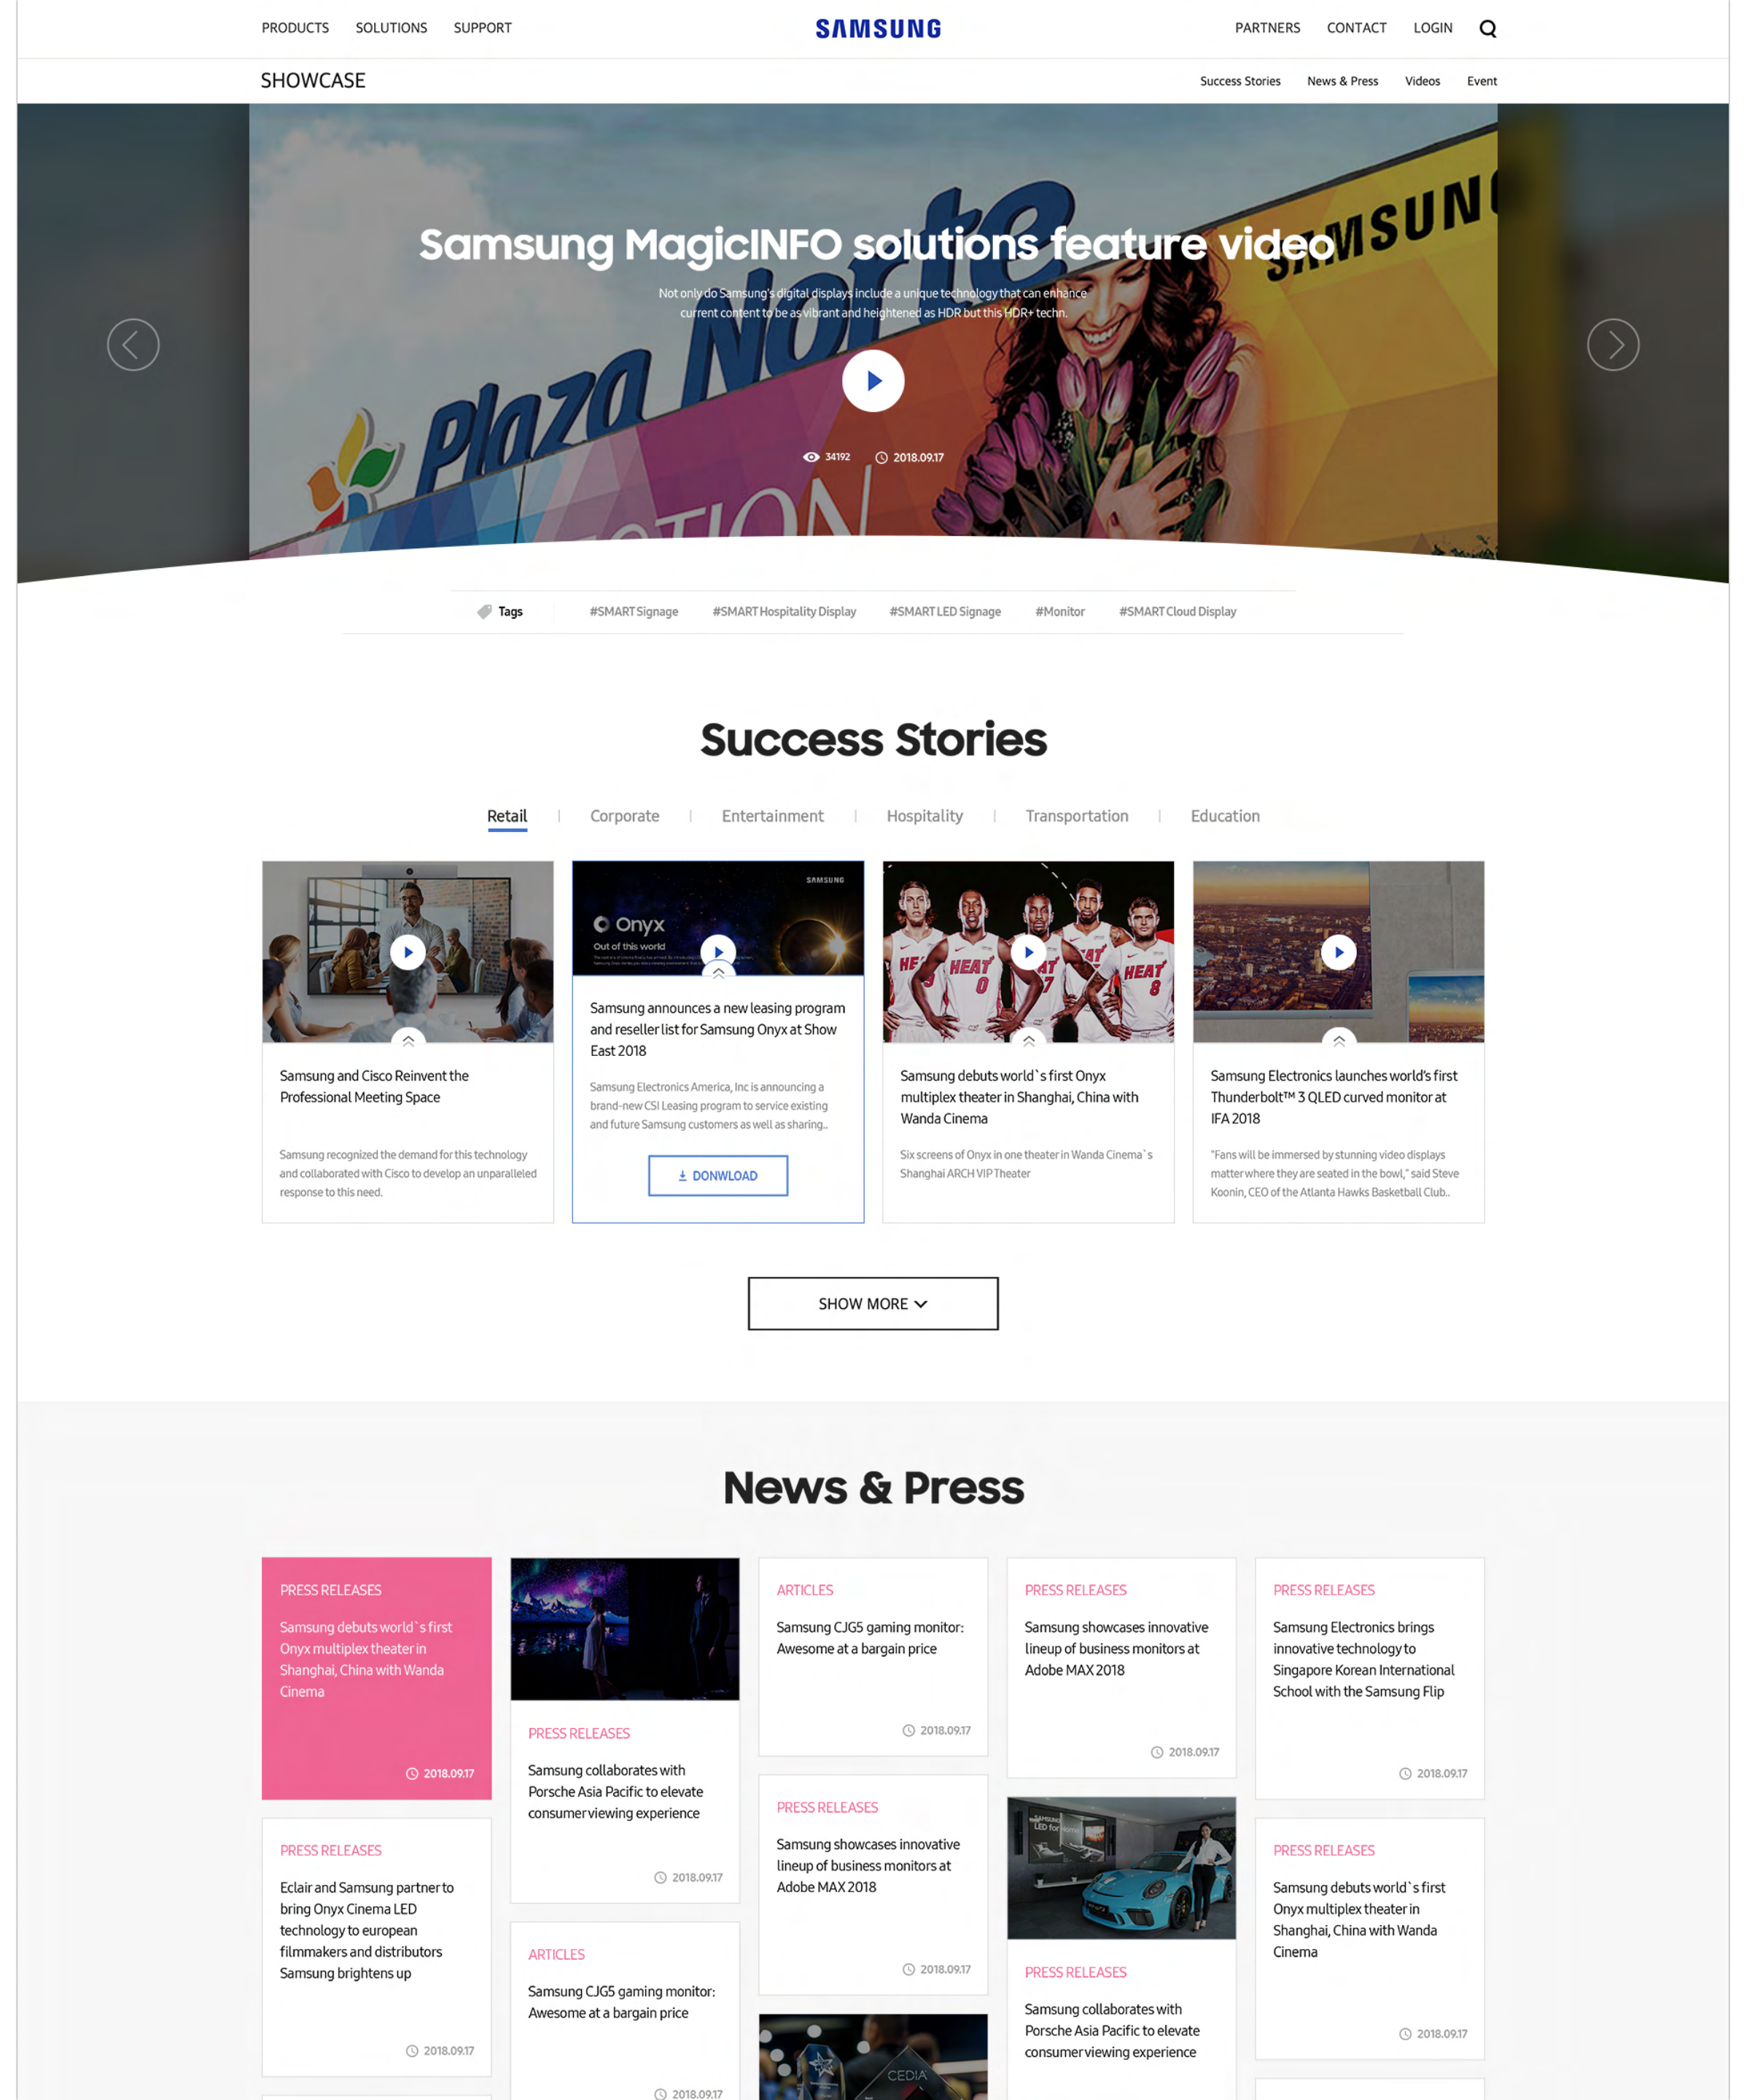 PRODUCTS SOLUTIONS SUPPORT SAMSUNG PARTNERS CONTACT LOGIN
SHOWCASE Success Stories News & Press Videos Event
Plaza Norte
SAMSUNG
Samsung MagicINFO solutions feature video
Not only do Samsung's digital displays include a unique technology that can enhance
current content to be as vibrant and heightened as HDR but this HDR+ techn.
34192 2018.09.17
Tags #SMART Signage #SMART Hospitality Display #SMART LED Signage #Monitor #SMART Cloud Display
Success Stories
Retail Corporate Entertainment Hospitality Transportation Education
Samsung and Cisco Reinvent the
Professional Meeting Space
Samsung recognized the demand for this technology
and collaborated with Cisco to develop an unparalleled
response to this need.
SAMSUNG
Onyx
Out of this world
Samsung announces a new leasing program
and reseller list for Samsung Onyx at Show
East 2018
Samsung Electronics America, Inc is announcing a
brand-new CSI Leasing program to service existing
and future Samsung customers as well as sharing..
DONWLOAD
HEAT
0
HEAT
8
Samsung debuts world`s first Onyx
multiplex theater in Shanghai, China with
Wanda Cinema
Six screens of Onyx in one theater in Wanda Cinema`s
Shanghai ARCH VIP Theater
Samsung Electronics launches world's first
Thunderbolt™ 3 QLED curved monitor at
IFA 2018
"Fans will be immersed by stunning video displays
matter where they are seated in the bowl," said Steve
Koonin, CEO of the Atlanta Hawks Basketball Club..
SHOW MORE
News & Press
PRESS RELEASES
Samsung debuts world`s first
Onyx multiplex theater in
Shanghai, China with Wanda
Cinema
2018.09.17
PRESS RELEASES
Eclair and Samsung partner to
bring Onyx Cinema LED
technology to european
filmmakers and distributors
Samsung brightens up
2018.09.17
PRESS RELEASES
Samsung collaborates with
Porsche Asia Pacific to elevate
consumer viewing experience
2018.09.17
ARTICLES
Samsung CJG5 gaming monitor:
Awesome at a bargain price
2018.09.17
ARTICLES
Samsung CJG5 gaming monitor:
Awesome at a bargain price
2018.09.17
PRESS RELEASES
Samsung showcases innovative
lineup of business monitors at
Adobe MAX 2018
2018.09.17
CEDIA
PRESS RELEASES
Samsung showcases innovative
lineup of business monitors at
Adobe MAX 2018
2018.09.17
SAMSUNG
LED for Home
PRESS RELEASES
Samsung collaborates with
Porsche Asia Pacific to elevate
consumer viewing experience
PRESS RELEASES
Samsung Electronics brings
innovative technology to
Singapore Korean International
School with the Samsung Flip
2018.09.17
PRESS RELEASES
Samsung debuts world`s first
Onyx multiplex theater in
Shanghai, China with Wanda
Cinema
2018.09.17